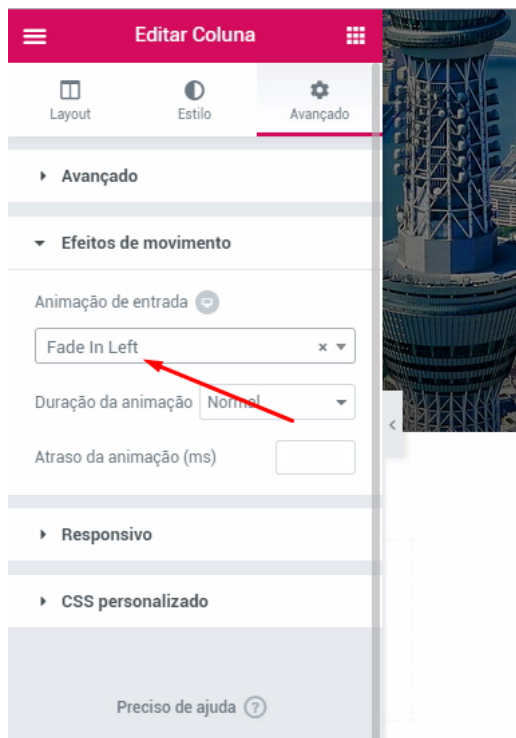 Editar Coluna
Layout
Estilo
Avançado
Avançado
Efeitos de movimento
Animação de entrada
Fade In Left
Duração da animação Normal
Atraso da animação (ms)
Responsivo
CSS personalizado
Preciso de ajuda ?